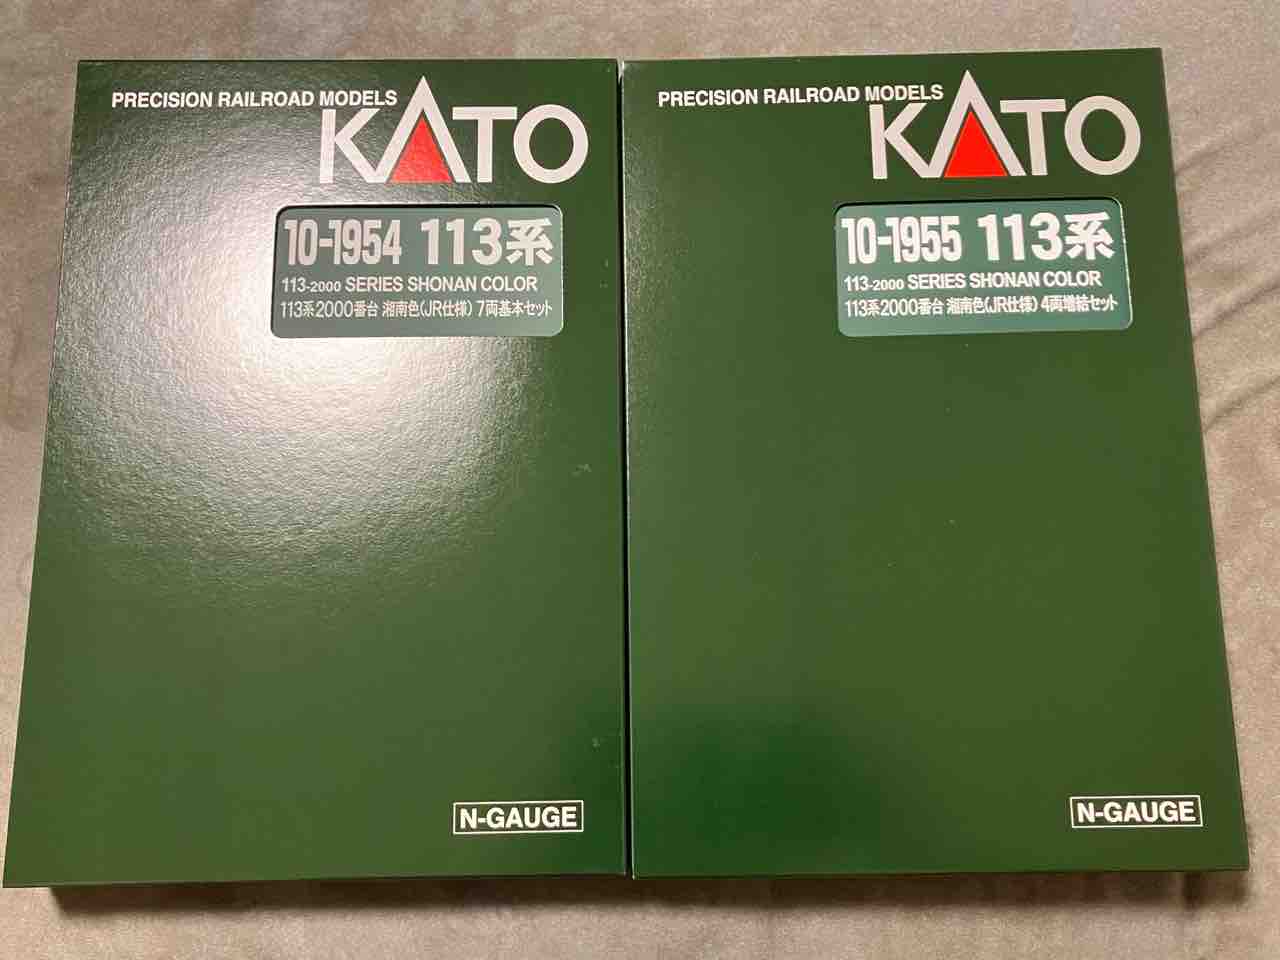 PRECISION RAILROAD MODELS
KATO
10-1954 113系
113-2000 SERIES SHONAN COLOR
113系2000番台 湘南色(JR仕様) 7両基本セット
N-GAUGE
PRECISION RAILROAD MODELS
KATO
10-1955 113系
113-2000 SERIES SHONAN COLOR
113系2000番台 湘南色(JR仕様) 4両増結セット
N-GAUGE